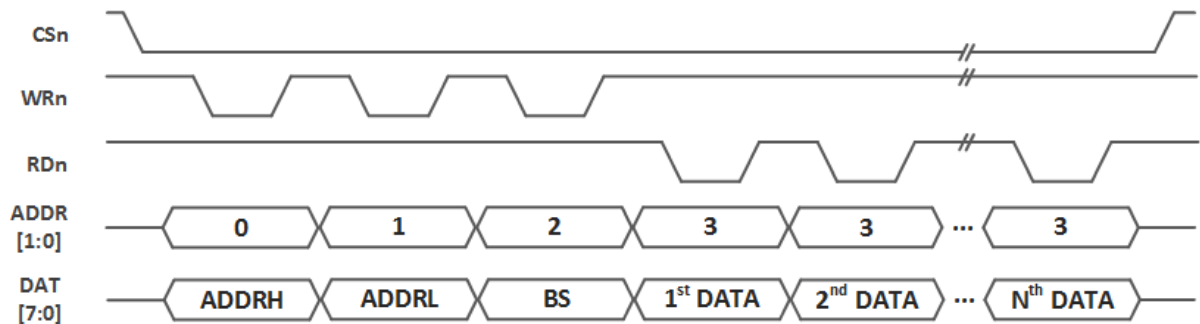 CSn
WRn
RDn
ADDR
[1:0]
0 1 2 3 3 ... 3
DAT
[7:0]
ADDRH ADDRL BS 1st DATA 2nd DATA ... Nth DATA